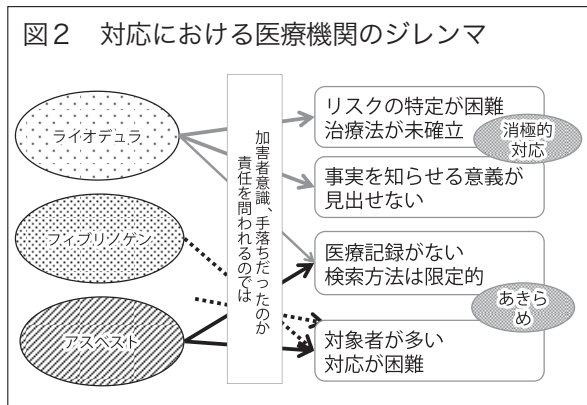 図2 対応における医療機関のジレンマ
ライオデュラ
フィブリノゲン
アスベスト
加害者意識、手落ちだったのか
責任を問われるのでは
リスクの特定が困難
治療法が未確立
消極的
対応
事実を知らせる意義が
見出せない
医療記録がない
検索方法は限定的
あきら
め
対象者が多い
対応が困難